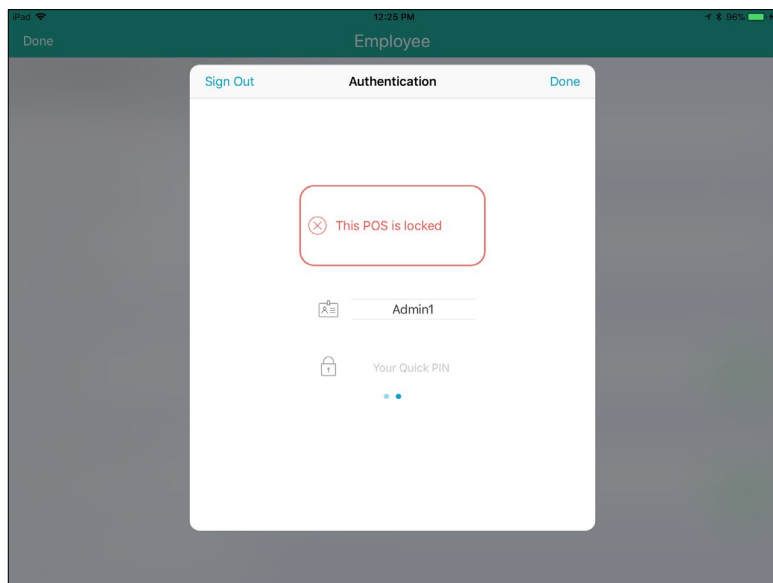 iPad 12:25 PM 96%
Done Employee
Sign Out Authentication Done
This POS is locked
Admin1
Your Quick PIN